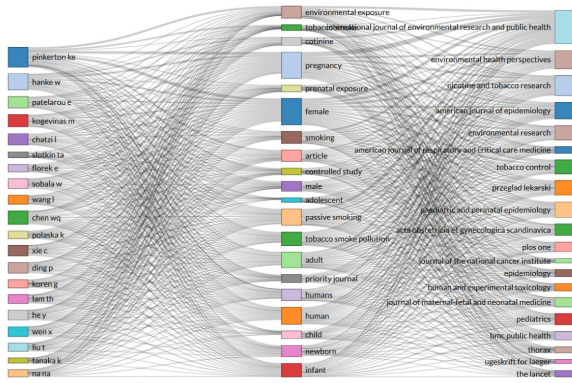 pinkerton ke
hanke w
patelarou e
kogevinas m
chatzi l
slotkin ta
florek e
sobala w
wang l
chen wq
polaska k
xie c
ding p
koren g
lam th
he y
wen x
liu t
tanaka k
na na
environmental exposure
tobacco smoke
cotinine
pregnancy
prenatal exposure
female
smoking
article
controlled study
male
adolescent
passive smoking
tobacco smoke pollution
adult
priority journal
humans
human
child
newborn
infant
international journal of environmental research and public health
environmental health perspectives
nicotine and tobacco research
american journal of epidemiology
environmental research
american journal of respiratory and critical care medicine
tobacco control
przeglad lekarski
paediatric and perinatal epidemiology
acta obstetricia et gynecologica scandinavica
plos one
journal of the national cancer institute
epidemiology
human and experimental toxicology
journal of maternal-fetal and neonatal medicine
pediatrics
bmc public health
thorax
ugeskrift for laeger
the lancet